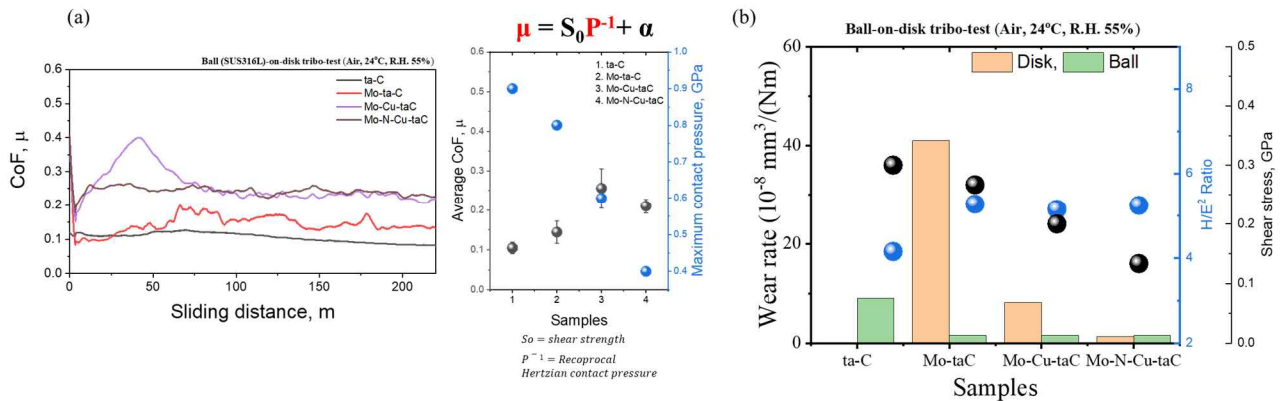 (a)
μ = S₀P⁻¹+ α
Ball (SUS316L)-on-disk tribo-test (Air, 24°C, R.H. 55%)
ta-C
Mo-ta-C
Mo-Cu-taC
Mo-N-Cu-taC
CoF, μ
0.6
0.5
0.4
0.3
0.2
0.1
0.0
0
50
100
150
200
Sliding distance, m
1. ta-C
2. Mo-ta-C
3. Mo-Cu-taC
4. Mo-N-Cu-taC
Average CoF, μ
0.6
0.5
0.4
0.3
0.2
0.1
0.0
1.0
0.9
0.8
0.7
0.6
0.5
0.4
Maximum contact pressure, GPa
1
2
3
4
Samples
So = shear strength
P⁻¹ = Recoprocal
Hertzian contact pressure
(b)
Ball-on-disk tribo-test (Air, 24°C, R.H. 55%)
Disk,
Ball
Wear rate (10⁻⁸ mm³/(Nm)
60
40
20
0
8
6
4
2
H/E² Ratio
0.5
0.4
0.3
0.2
0.1
0.0
Shear stress, GPa
ta-C
Mo-taC
Mo-Cu-taC
Mo-N-Cu-taC
Samples